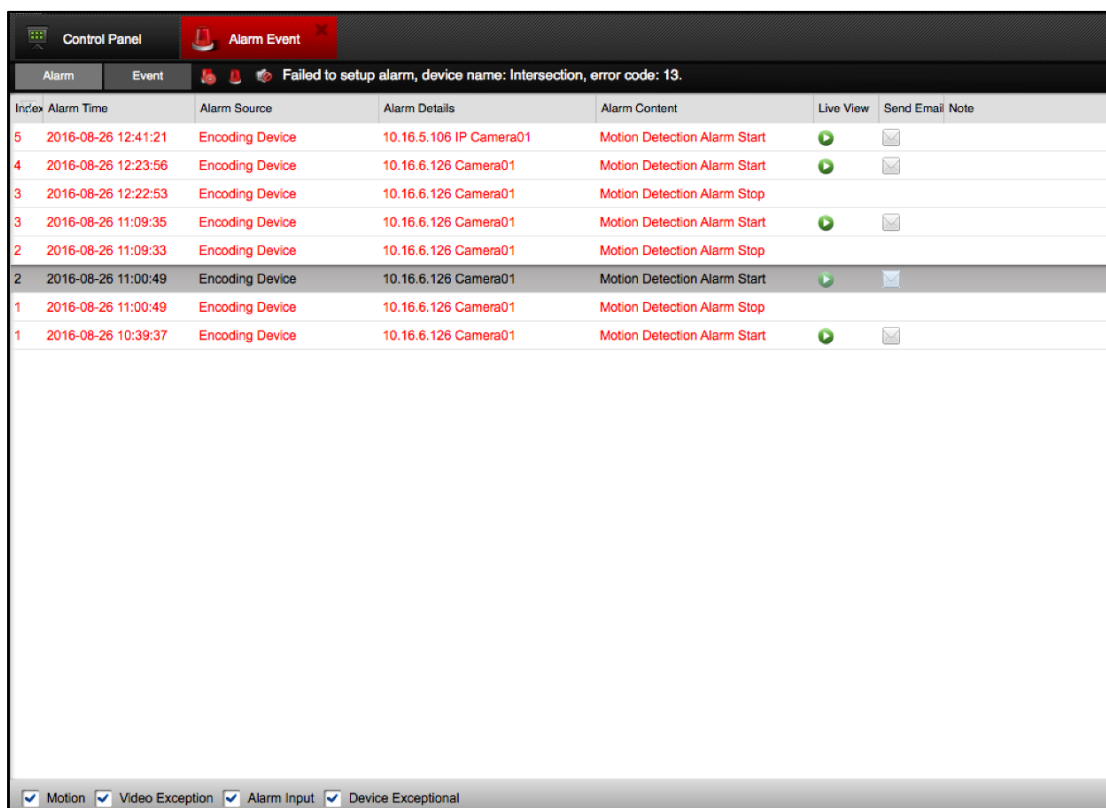 Control Panel Alarm Event
Alarm Event Failed to setup alarm, device name: Intersection, error code: 13.
Index Alarm Time Alarm Source Alarm Details Alarm Content Live View Send Email Note
5 2016-08-26 12:41:21 Encoding Device 10.16.5.106 IP Camera01 Motion Detection Alarm Start
4 2016-08-26 12:23:56 Encoding Device 10.16.6.126 Camera01 Motion Detection Alarm Start
3 2016-08-26 12:22:53 Encoding Device 10.16.6.126 Camera01 Motion Detection Alarm Stop
3 2016-08-26 11:09:35 Encoding Device 10.16.6.126 Camera01 Motion Detection Alarm Start
2 2016-08-26 11:09:33 Encoding Device 10.16.6.126 Camera01 Motion Detection Alarm Stop
2 2016-08-26 11:00:49 Encoding Device 10.16.6.126 Camera01 Motion Detection Alarm Start
1 2016-08-26 11:00:49 Encoding Device 10.16.6.126 Camera01 Motion Detection Alarm Stop
1 2016-08-26 10:39:37 Encoding Device 10.16.6.126 Camera01 Motion Detection Alarm Start
Motion Video Exception Alarm Input Device Exceptional